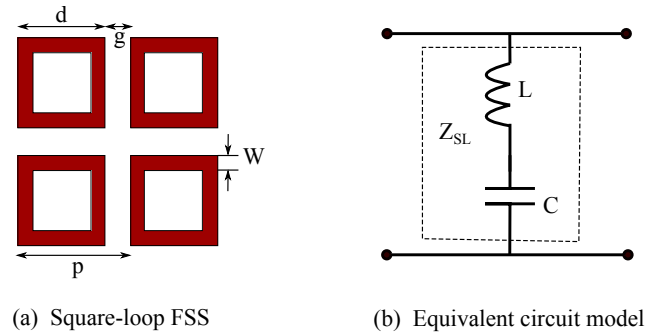 d
g
W
p
L
Z_SL
C
(a) Square-loop FSS
(b) Equivalent circuit model